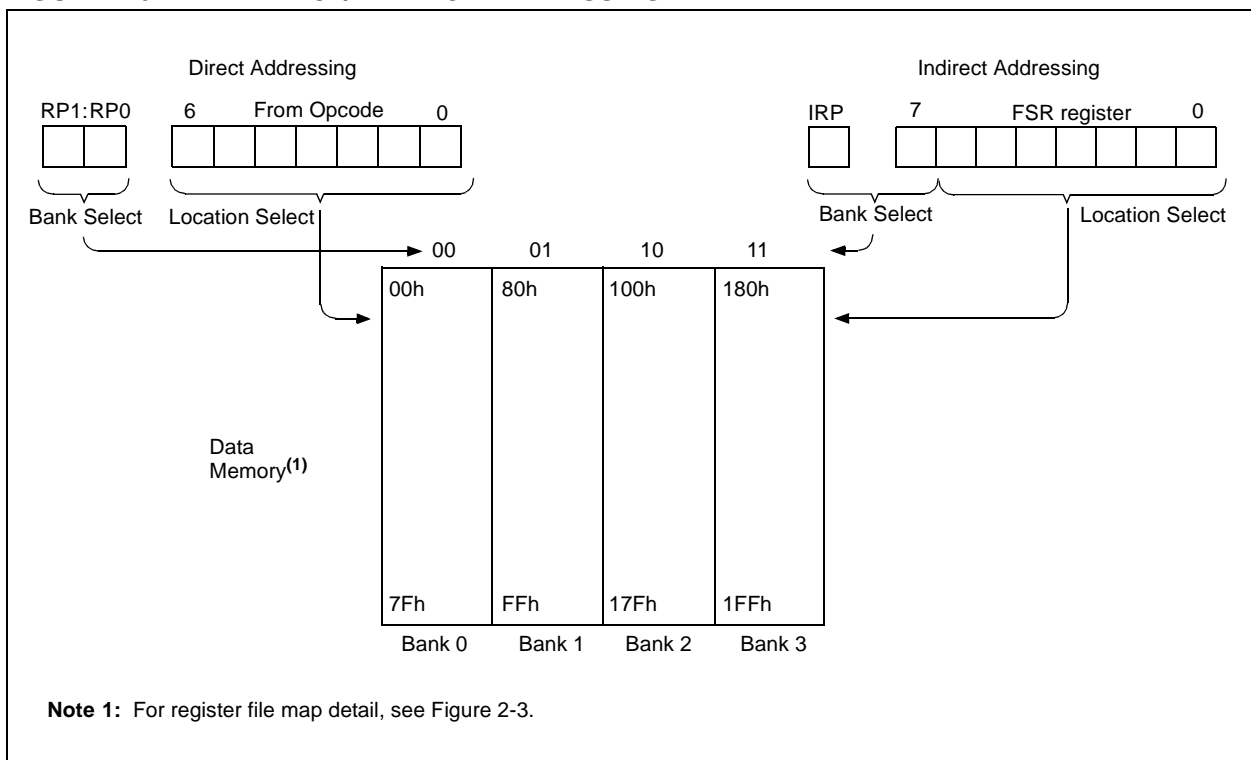 Direct Addressing
Indirect Addressing
RP1:RP0 6 From Opcode 0
IRP 7 FSR register 0
Bank Select Location Select
Bank Select Location Select
00 01 10 11
00h 80h 100h 180h
Data
Memory(1)
7Fh FFh 17Fh 1FFh
Bank 0 Bank 1 Bank 2 Bank 3
Note 1: For register file map detail, see Figure 2-3.